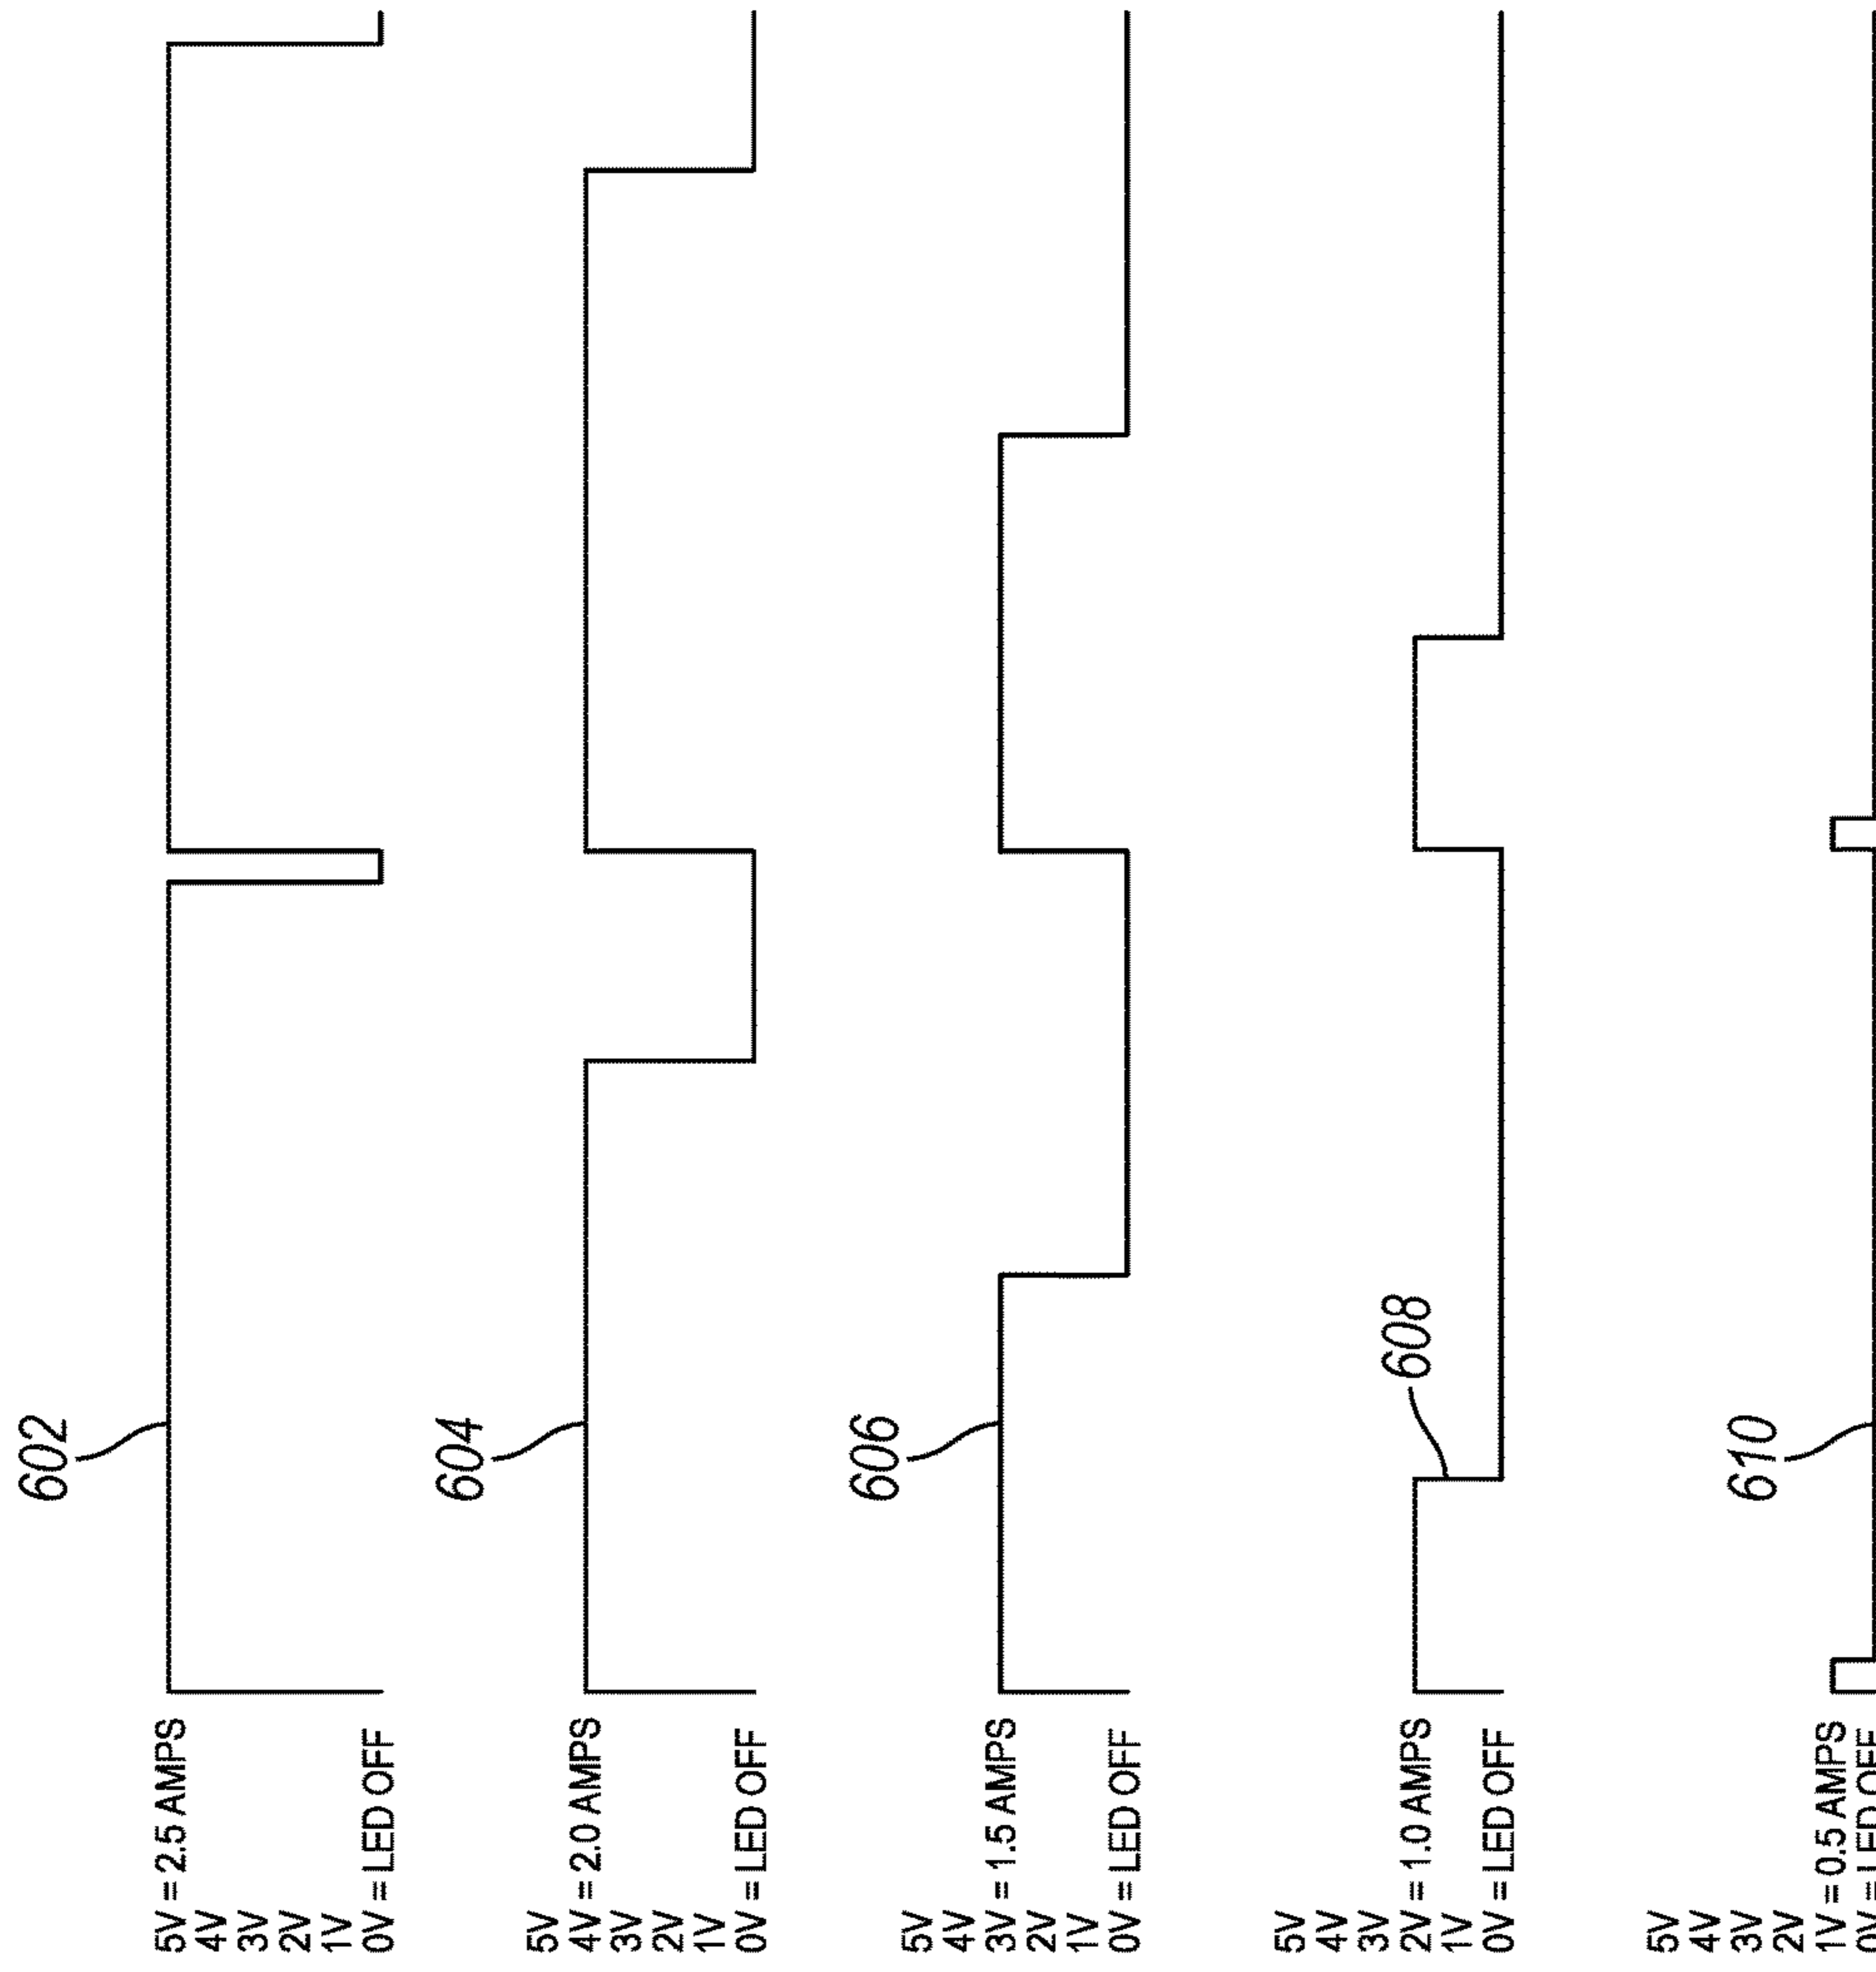 602
5V = 2.5 AMPS
4V
3V
2V
1V
0V = LED OFF
604
5V
4V = 2.0 AMPS
3V
2V
1V
0V = LED OFF
606
5V
4V
3V = 1.5 AMPS
2V
1V
0V = LED OFF
608
5V
4V
3V
2V = 1.0 AMPS
1V
0V = LED OFF
610
5V
4V
3V
2V
1V = 0.5 AMPS
0V = LED OFF